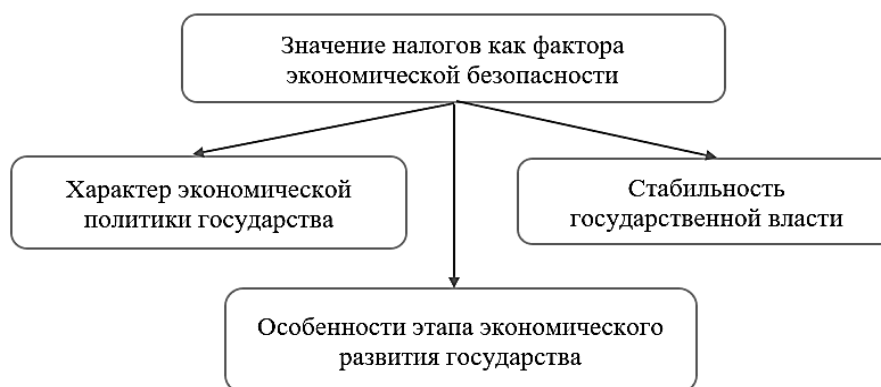 Значение налогов как фактора
экономической безопасности
Характер экономической
политики государства
Стабильность
государственной власти
Особенности этапа экономического
развития государства